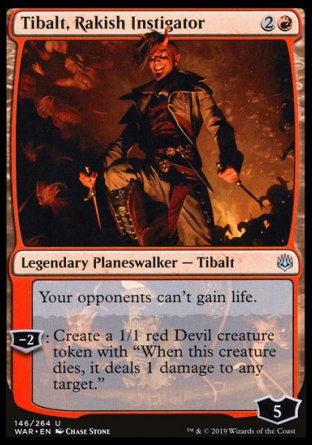 Tibalt, Rakish Instigator 2
Legendary Planeswalker — Tibalt
Your opponents can't gain life.
-2: Create a 1/1 red Devil creature
token with "When this creature
dies, it deals 1 damage to any
target."
146/264 U
WAR • EN Chase Stone
5
™ & © 2019 Wizards of the Coast